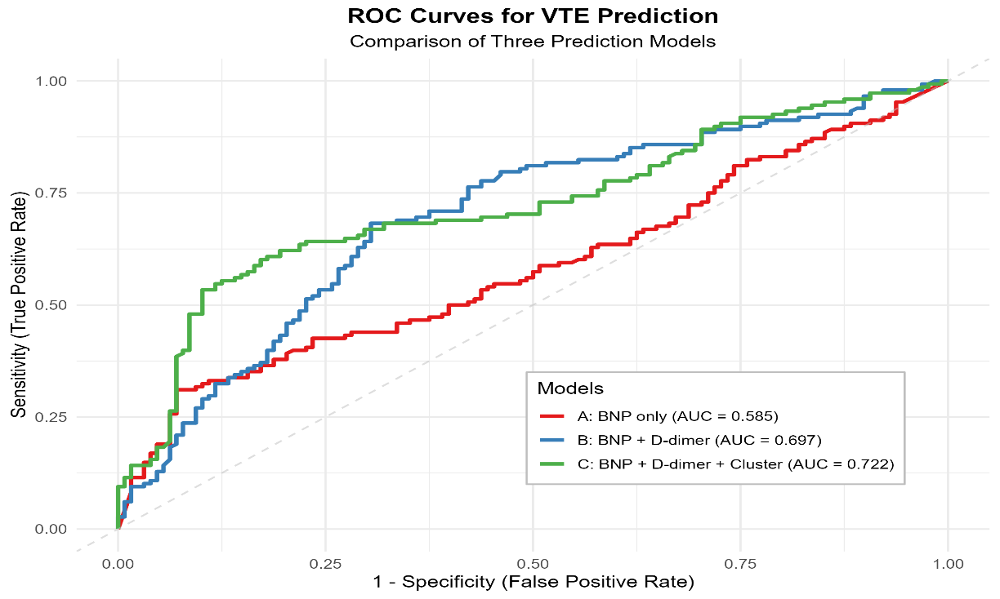 ROC Curves for VTE Prediction
Comparison of Three Prediction Models
Sensitivity (True Positive Rate)
1.00
0.75
0.50
0.25
0.00
Models
A: BNP only (AUC = 0.585)
B: BNP + D-dimer (AUC = 0.697)
C: BNP + D-dimer + Cluster (AUC = 0.722)
0.00 0.25 0.50 0.75 1.00
1 - Specificity (False Positive Rate)